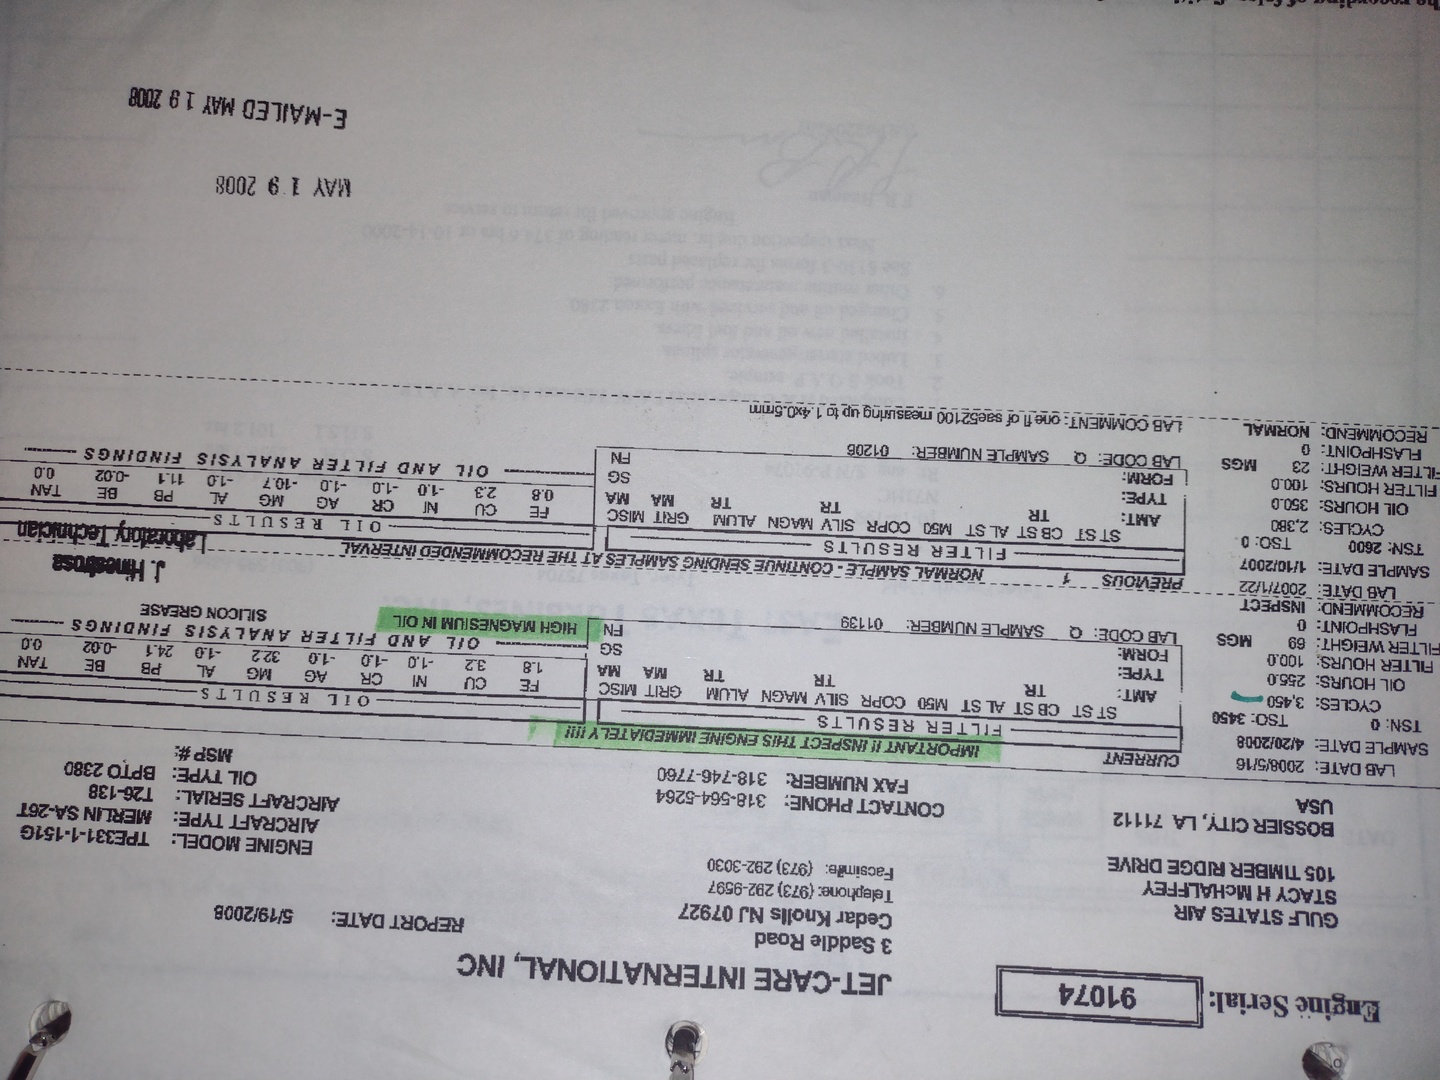 Engine Serial: 91074
JET-CARE INTERNATIONAL, INC
3 Saddle Road
Cedar Knolls NJ 07927
Telephone: (973) 292-9597
Facsimile: (973) 292-3030
REPORT DATE: 5/19/2008
GULF STATES AIR
STACY H McHALFFEY
105 TIMBER RIDGE DRIVE
BOSSIER CITY, LA 71112
USA
CONTACT PHONE: 318-564-5264
FAX NUMBER: 318-746-7760
ENGINE MODEL: TPE331-1-151G
AIRCRAFT TYPE: MERLIN SA-26T
AIRCRAFT SERIAL: T26-138
OIL TYPE: BPTO 2380
MSP #:
LAB DATE: 2008/5/16
SAMPLE DATE: 4/20/2008
TSN: 0 TSO: 3450
CYCLES: 3,450
OIL HOURS: 255.0
FILTER HOURS: 100.0
FILTER WEIGHT: 69 MGS
FLASHPOINT: 0
RECOMMEND: INSPECT
CURRENT IMPORTANT !! INSPECT THIS ENGINE IMMEDIATELY !!!!
FILTER RESULTS
ST ST CB ST AL ST M50 COPR SILV MAGN ALUM GRIT MISC
AMT: TR TR TR MA MA
TYPE:
FORM: SG
LAB CODE: Q SAMPLE NUMBER: 01139 FN
OIL RESULTS
FE CU NI CR AG MG AL PB BE TAN
1.8 3.2 -1.0 -1.0 -1.0 32.2 -1.0 24.1 -0.02 0.0
OIL AND FILTER ANALYSIS FINDINGS
HIGH MAGNESIUM IN OIL SILICON GREASE
J. Hinestrosa
Laboratory Technician
LAB DATE: 2007/1/22
SAMPLE DATE: 1/10/2007
TSN: 2600 TSO: 0
CYCLES: 2,380
OIL HOURS: 350.0
FILTER HOURS: 100.0
FILTER WEIGHT: 23 MGS
FLASHPOINT: 0
RECOMMEND: NORMAL
PREVIOUS 1 NORMAL SAMPLE - CONTINUE SENDING SAMPLES AT THE RECOMMENDED INTERVAL
FILTER RESULTS
ST ST CB ST AL ST M50 COPR SILV MAGN ALUM GRIT MISC
AMT: TR TR TR MA MA
TYPE:
FORM: SG
LAB CODE: Q SAMPLE NUMBER: 01206 FN
OIL RESULTS
FE CU NI CR AG MG AL PB BE TAN
0.8 2.3 -1.0 -1.0 -1.0 -10.7 -1.0 11.1 -0.02 0.0
OIL AND FILTER ANALYSIS FINDINGS
LAB COMMENT: one fl of sae52100 measuring up to 1.4x0.5mm
MAY 19 2008
E-MAILED MAY 19 2008